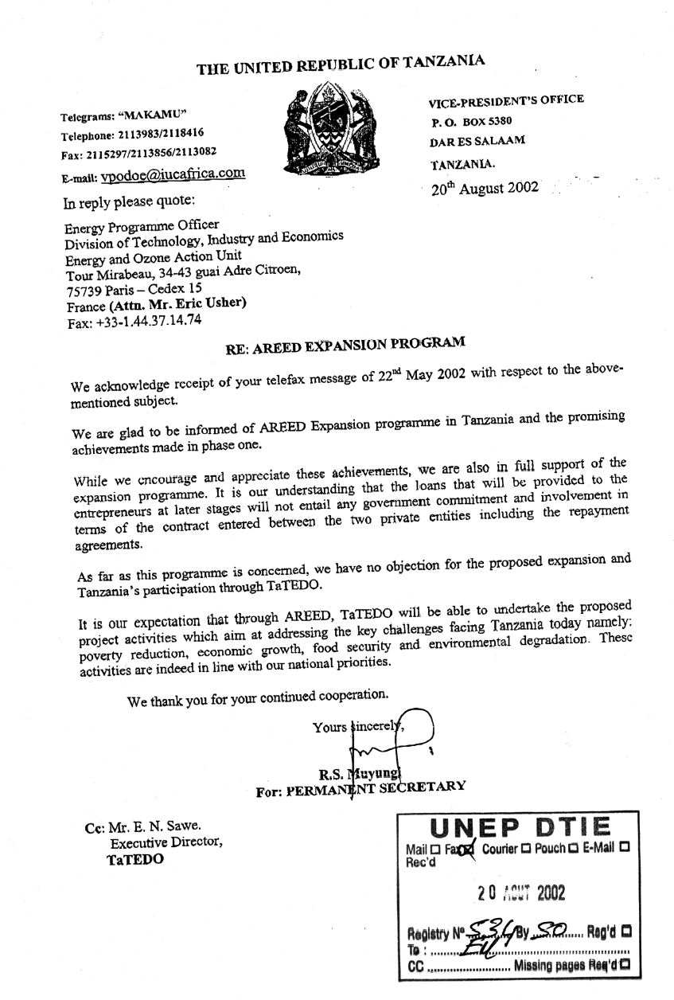 THE UNITED REPUBLIC OF TANZANIA
Telegrams: "MAKAMU"
Telephone: 2113983/2118416
Fax: 2115297/2113856/2113082
E-mail: vpodoe@iucafrica.com
In reply please quote:
VICE-PRESIDENT'S OFFICE
P. O. BOX 5380
DAR ES SALAAM
TANZANIA.
20th August 2002
Energy Programme Officer
Division of Technology, Industry and Economics
Energy and Ozone Action Unit
Tour Mirabeau, 34-43 guai Adre Citroen,
75739 Paris – Cedex 15
France (Attn. Mr. Eric Usher)
Fax: +33-1.44.37.14.74
RE: AREED EXPANSION PROGRAM
We acknowledge receipt of your telefax message of 22nd May 2002 with respect to the above-
mentioned subject.
We are glad to be informed of AREED Expansion programme in Tanzania and the promising
achievements made in phase one.
While we encourage and appreciate these achievements, we are also in full support of the
expansion programme. It is our understanding that the loans that will be provided to the
entrepreneurs at later stages will not entail any government commitment and involvement in
terms of the contract entered between the two private entities including the repayment
agreements.
As far as this programme is concerned, we have no objection for the proposed expansion and
Tanzania's participation through TaTEDO.
It is our expectation that through AREED, TaTEDO will be able to undertake the proposed
project activities which aim at addressing the key challenges facing Tanzania today namely:
poverty reduction, economic growth, food security and environmental degradation. These
activities are indeed in line with our national priorities.
We thank you for your continued cooperation.
Yours sincerely,
R.S. Muyungi
For: PERMANENT SECRETARY
Cc: Mr. E. N. Sawe.
Executive Director,
TaTEDO
UNEP DTIE
Mail Fax Courier Pouch E-Mail
Rec'd
20 AOUT 2002
Registry Nº 534 By SO Reg'd
To : EU
CC Missing pages Req'd